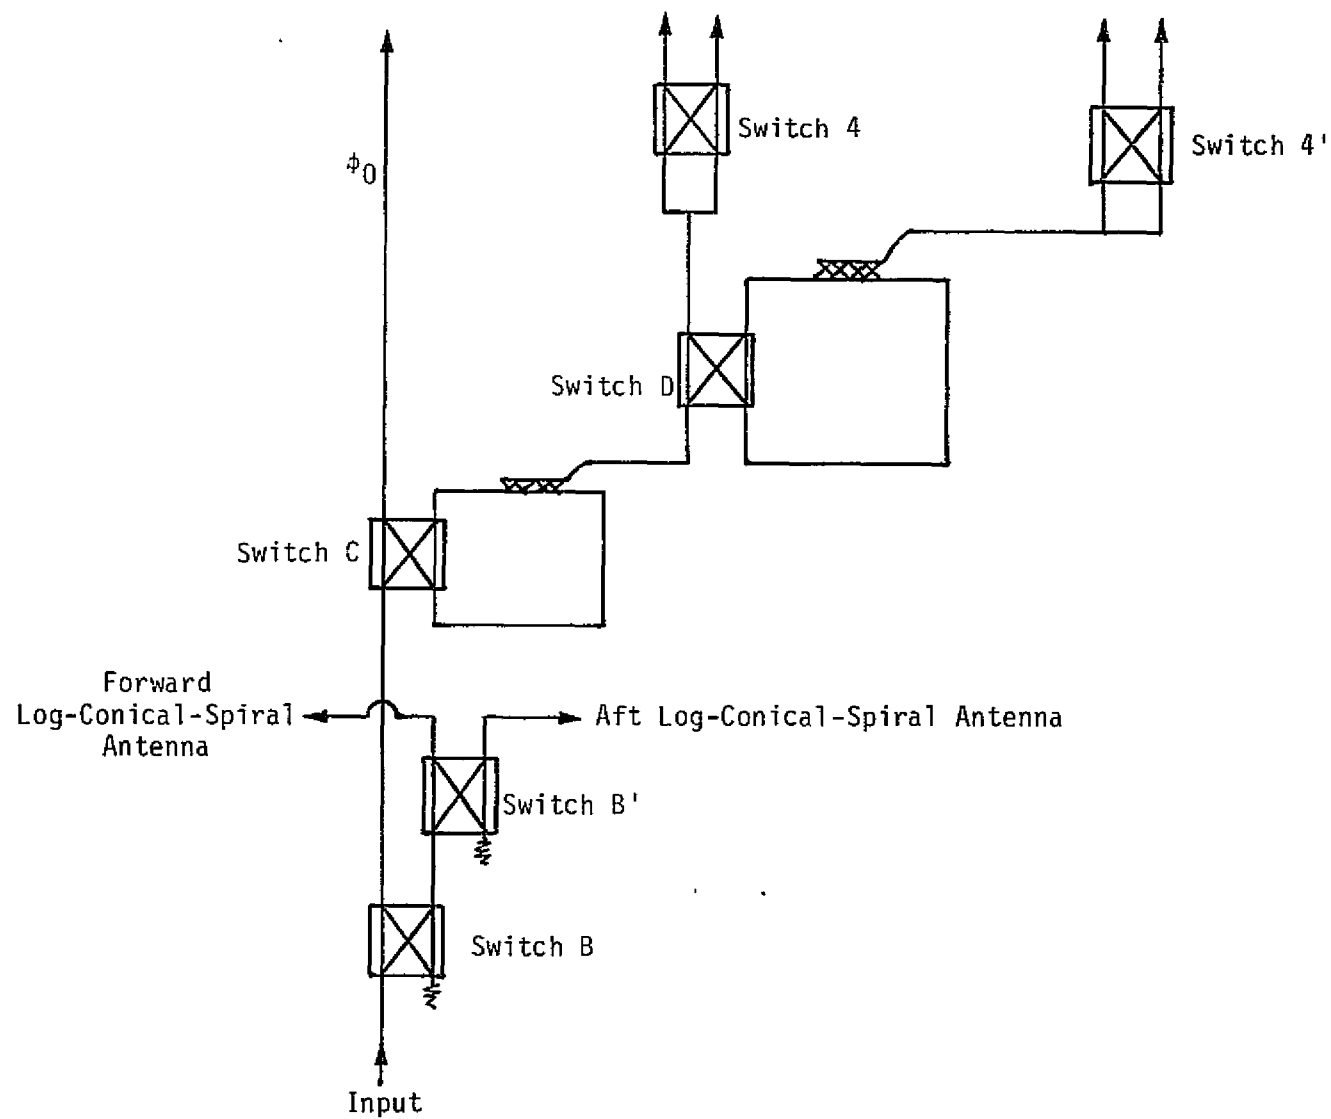 Switch 4
Switch 4'
ϕ0
Switch D
Switch C
Forward
Log-Conical-Spiral
Antenna
Aft Log-Conical-Spiral Antenna
Switch B'
Switch B
Input